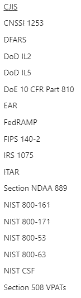 CJIS
CNSSI 1253
DFARS
DoD IL2
DoD IL5
DoE 10 CFR Part 810
EAR
FedRAMP
FIPS 140-2
IRS 1075
ITAR
Section NDAA 889
NIST 800-161
NIST 800-171
NIST 800-53
NIST 800-63
NIST CSF
Section 508 VPATs